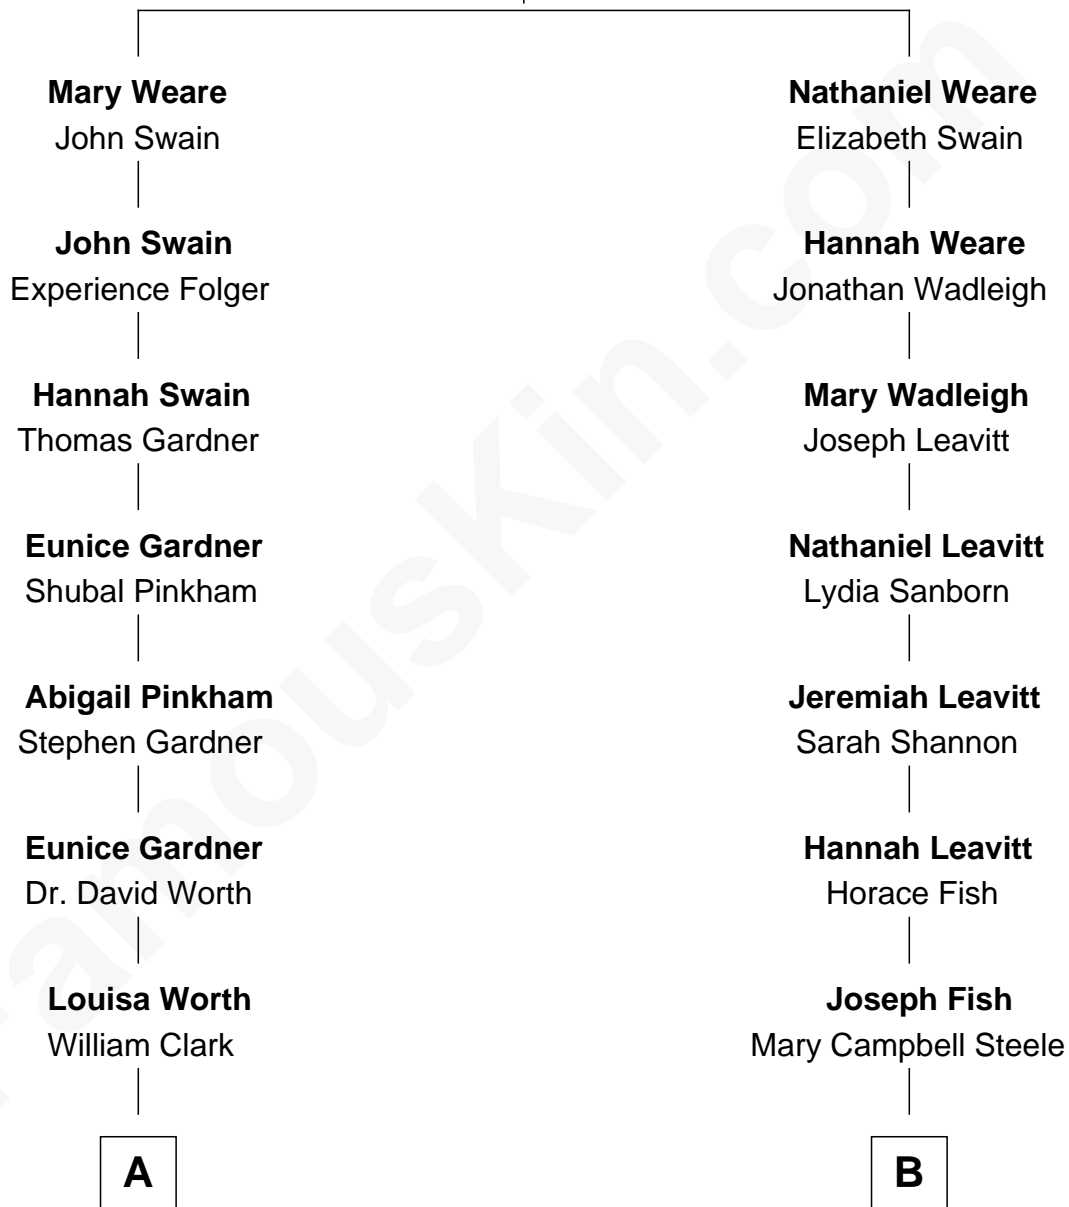 Mary Weare
John Swain
John Swain
Experience Folger
Hannah Swain
Thomas Gardner
Eunice Gardner
Shubal Pinkham
Abigail Pinkham
Stephen Gardner
Eunice Gardner
Dr. David Worth
Louisa Worth
William Clark
A
Nathaniel Weare
Elizabeth Swain
Hannah Weare
Jonathan Wadleigh
Mary Wadleigh
Joseph Leavitt
Nathaniel Leavitt
Lydia Sanborn
Jeremiah Leavitt
Sarah Shannon
Hannah Leavitt
Horace Fish
Joseph Fish
Mary Campbell Steele
B
FamousKin.com